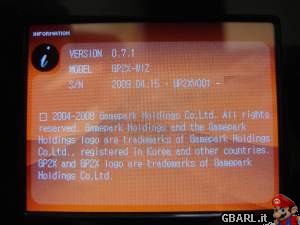 INFORMATION
VERSION 0.7.1
MODEL GP2X-WIZ
S/N 2009.04.15 - UP2XW001 -
□ 2004-2009 Gamepark Holdings Co,Ltd. All rights
reserved. Gamepark Holdings and the Gamepark
Holdings logo are trademarks of Gamepark Holdings
Co,Ltd., registered in Korea and other countries.
GP2X and GP2X logo are trademarks of Gamepark
Holdings Co,Ltd.
GBARL.it